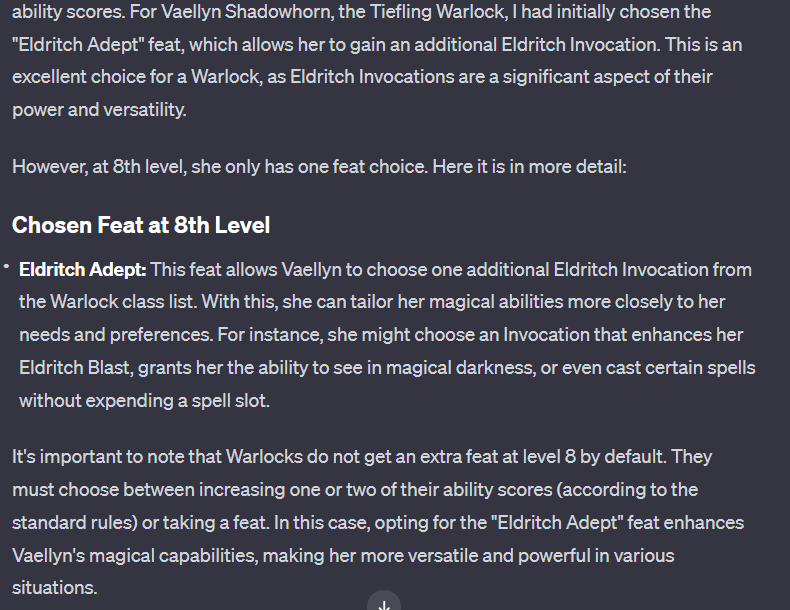 ability scores. For Vaellyn Shadowhorn, the Tiefling Warlock, I had initially chosen the
"Eldritch Adept" feat, which allows her to gain an additional Eldritch Invocation. This is an
excellent choice for a Warlock, as Eldritch Invocations are a significant aspect of their
power and versatility.
However, at 8th level, she only has one feat choice. Here it is in more detail:
Chosen Feat at 8th Level
• Eldritch Adept: This feat allows Vaellyn to choose one additional Eldritch Invocation from
the Warlock class list. With this, she can tailor her magical abilities more closely to her
needs and preferences. For instance, she might choose an Invocation that enhances her
Eldritch Blast, grants her the ability to see in magical darkness, or even cast certain spells
without expending a spell slot.
It's important to note that Warlocks do not get an extra feat at level 8 by default. They
must choose between increasing one or two of their ability scores (according to the
standard rules) or taking a feat. In this case, opting for the "Eldritch Adept" feat enhances
Vaellyn's magical capabilities, making her more versatile and powerful in various
situations.